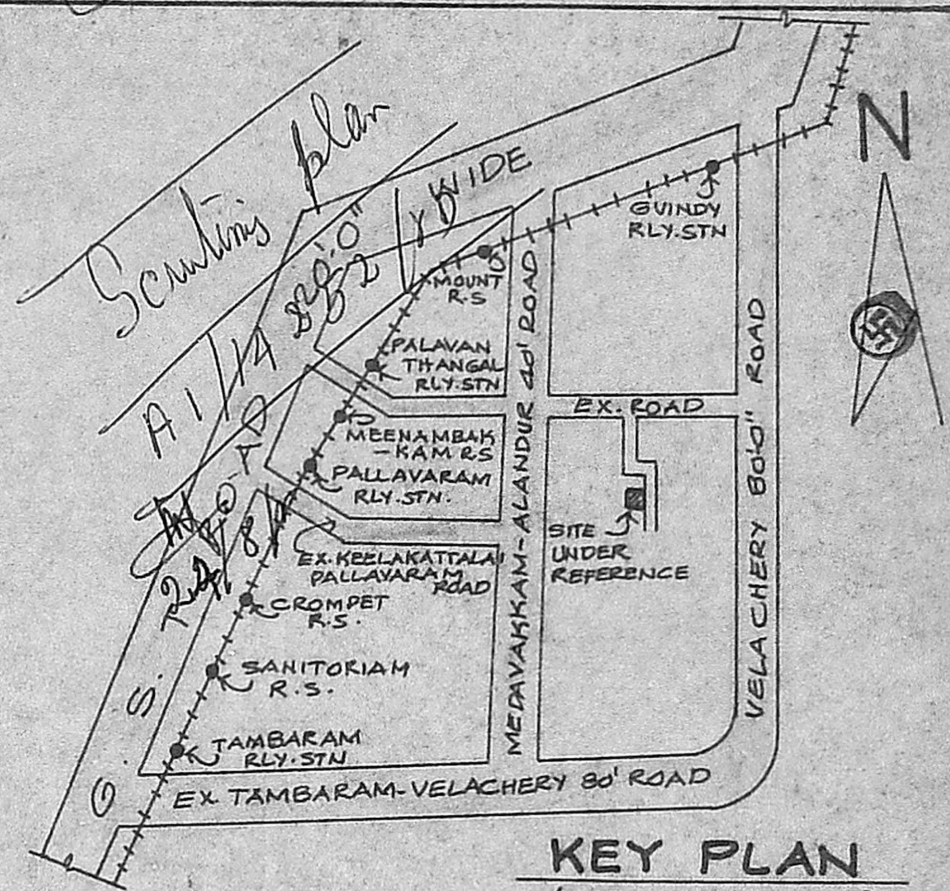 Scrutiny plan
N
WIDE
GUINDY
RLY.STN
MOUNT
R.S
PALAVAN
THANGAL
RLY.STN
MEENAMBAK
-KAM R S
PALLAVARAM
RLY.STN.
EX.KEELAKATTALAI
PALLAVARAM
ROAD
CROMPET
R.S.
SANITORIAM
R.S.
TAMBARAM
RLY.STN
G. S. T.
MEDAVAKKAM-ALANDUR 40' ROAD
EX. ROAD
SITE
UNDER
REFERENCE
VELACHERY 80'0" ROAD
EX TAMBARAM-VELACHERY 80' ROAD
KEY PLAN